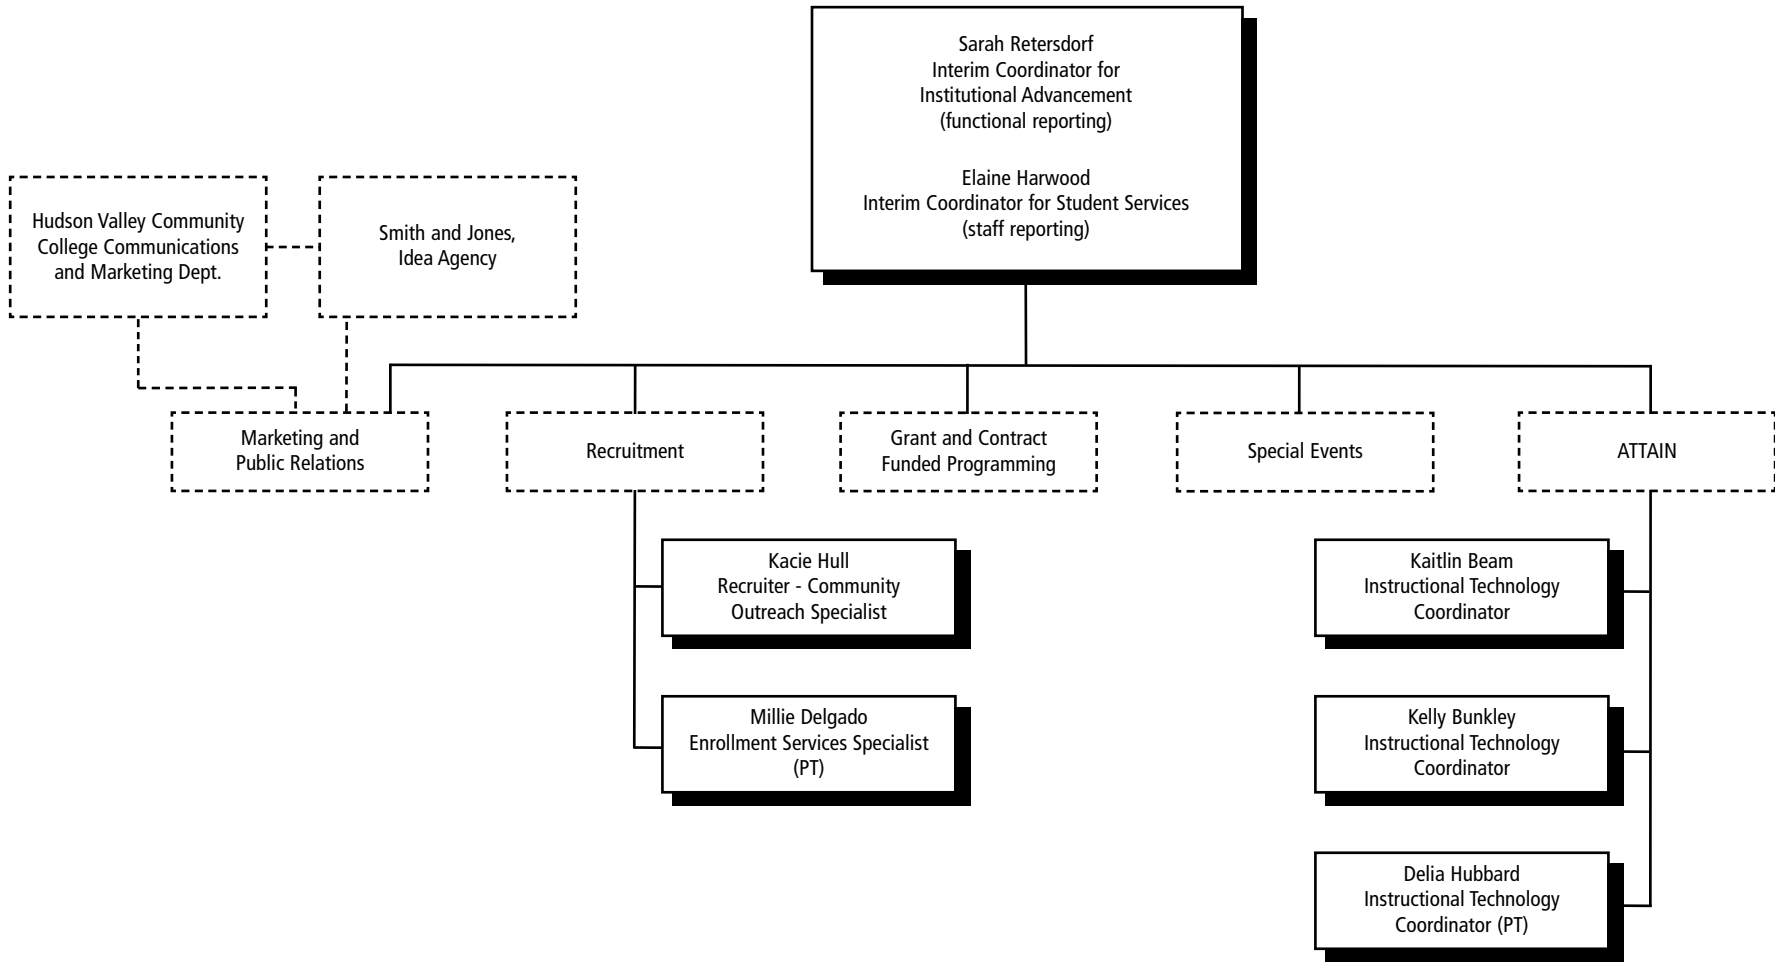 Sarah Retersdorf
Interim Coordinator for
Institutional Advancement
(functional reporting)
Elaine Harwood
Interim Coordinator for Student Services
(staff reporting)
Hudson Valley Community
College Communications
and Marketing Dept.
Smith and Jones,
Idea Agency
Marketing and
Public Relations
Recruitment
Grant and Contract
Funded Programming
Special Events
ATTAIN
Kacie Hull
Recruiter - Community
Outreach Specialist
Millie Delgado
Enrollment Services Specialist
(PT)
Kaitlin Beam
Instructional Technology
Coordinator
Kelly Bunkley
Instructional Technology
Coordinator
Delia Hubbard
Instructional Technology
Coordinator (PT)